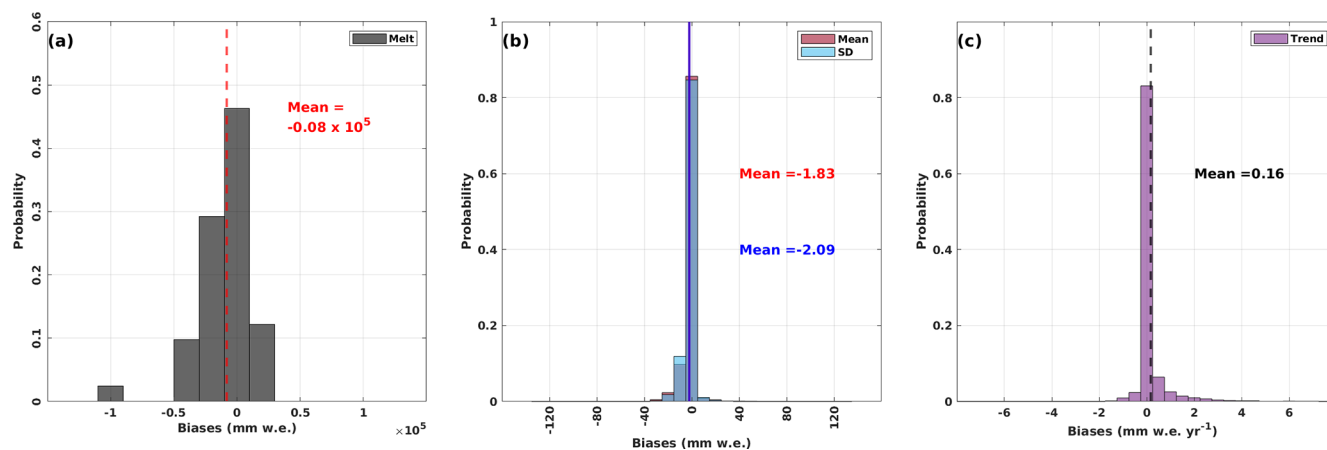 (a)
Melt
Mean =
-0.08 x 10^5
Probability
0
0.1
0.2
0.3
0.4
0.5
0.6
-1
-0.5
0
0.5
1
×10^5
Biases (mm w.e.)
(b)
Mean
SD
Mean =-1.83
Mean =-2.09
Probability
0
0.2
0.4
0.6
0.8
1
-120
-80
-40
0
40
80
120
Biases (mm w.e.)
(c)
Trend
Mean =0.16
Probability
0
0.2
0.4
0.6
0.8
-6
-4
-2
0
2
4
6
Biases (mm w.e. yr^-1)